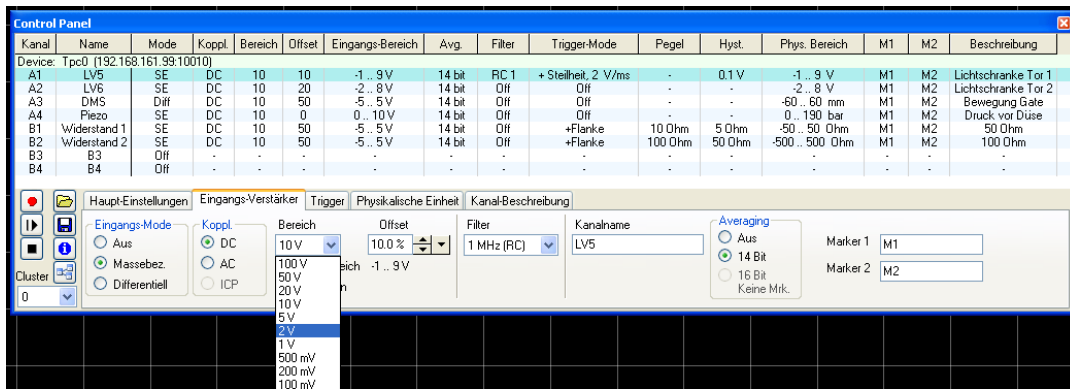 Control Panel
Kanal Name Mode Koppl. Bereich Offset Eingangs-Bereich Avg. Filter Trigger-Mode Pegel Hyst. Phys. Bereich M1 M2 Beschreibung
Device: Tpc0 (192.168.161.99:10010)
A1 LV5 SE DC 10 10 -1 .. 9 V 14 bit RC 1 + Steilheit, 2 V/ms - 0.1 V -1 .. 9 V M1 M2 Lichtschranke Tor 1
A2 LV6 SE DC 10 20 -2 .. 8 V 14 bit Off Off - - -2 .. 8 V M1 M2 Lichtschranke Tor 2
A3 DMS Diff DC 10 50 -5 .. 5 V 14 bit Off Off - - -60 .. 60 mm M1 M2 Bewegung Gate
A4 Piezo SE DC 10 0 0 .. 10 V 14 bit Off Off - - 0 .. 190 bar M1 M2 Druck vor Düse
B1 Widerstand 1 SE DC 10 50 -5 .. 5 V 14 bit Off +Flanke 10 Ohm 5 Ohm -50 .. 50 Ohm M1 M2 50 Ohm
B2 Widerstand 2 SE DC 10 50 -5 .. 5 V 14 bit Off +Flanke 100 Ohm 50 Ohm -500 .. 500 Ohm M1 M2 100 Ohm
B3 B3 Off - - - - - - - - - - - - -
B4 B4 Off - - - - - - - - - - - - -
Haupt-Einstellungen Eingangs-Verstärker Trigger Physikalische Einheit Kanal-Beschreibung
Eingangs-Mode Koppl. Bereich Offset Filter Kanalname Averaging
Aus DC 10 V 10.0 % 1 MHz (RC) LV5 Aus Marker 1 M1
Massebez. AC 100 V eich -1 .. 9 V 14 Bit
Cluster Differentiell ICP 50 V n 16 Bit Marker 2 M2
0 20 V Keine Mrk.
10 V
5 V
2 V
1 V
500 mV
200 mV
100 mV